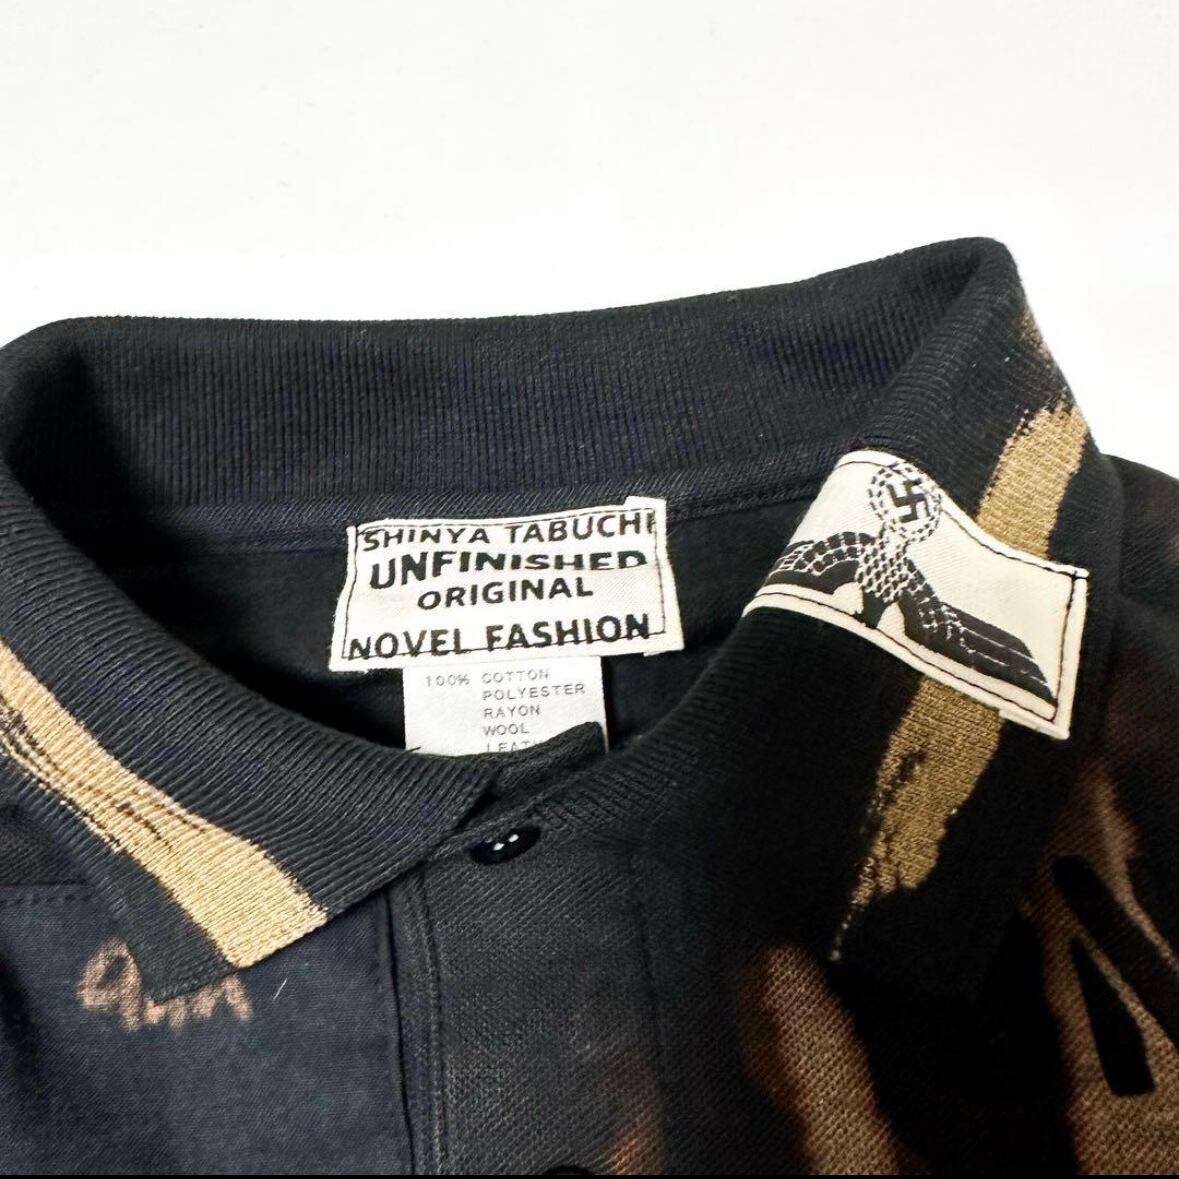 SHINYA TABUCHI
UNFINISHED
ORIGINAL
NOVEL FASHION
100% COTTON
POLYESTER
RAYON
WOOL